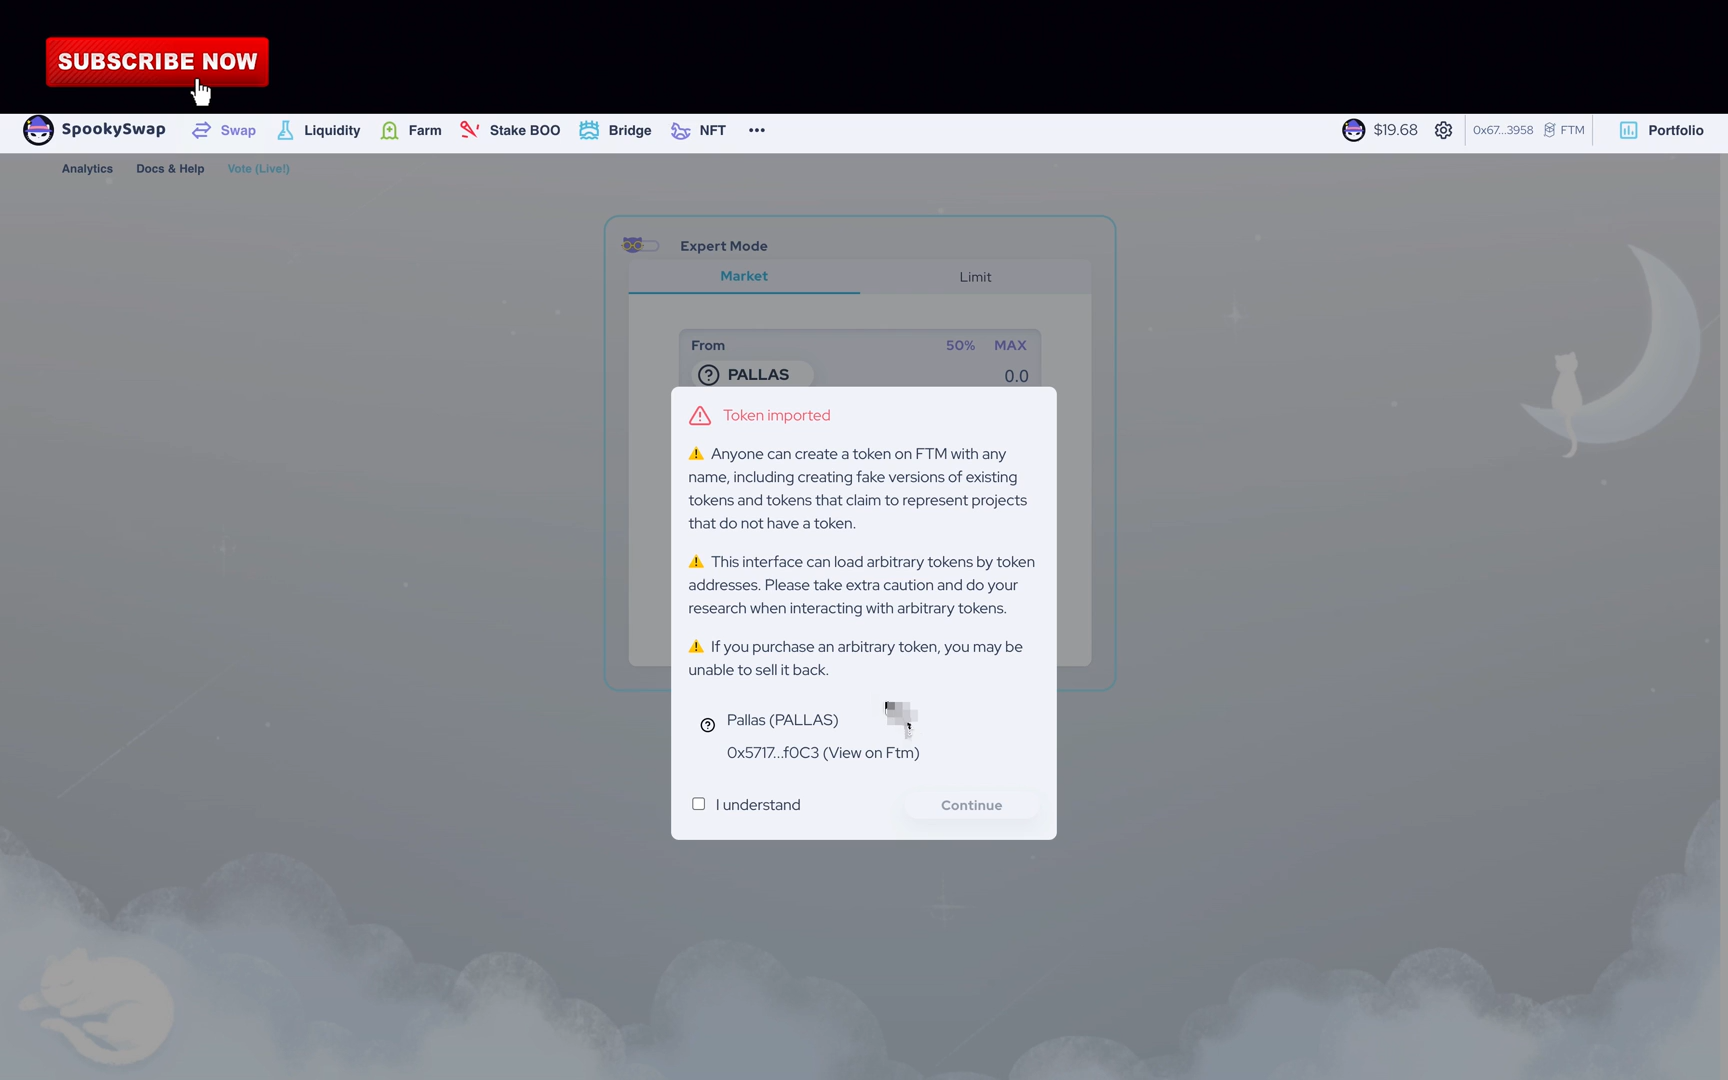 SUBSCRIBE NOW
SpookySwap Swap Liquidity Farm Stake BOO Bridge NFT ••• $19.68 0x67...3958 FTM Portfolio
Analytics Docs & Help Vote (Live!)
Expert Mode
Market Limit
From 50% MAX
PALLAS 0.0
Token imported
Anyone can create a token on FTM with any
name, including creating fake versions of existing
tokens and tokens that claim to represent projects
that do not have a token.
This interface can load arbitrary tokens by token
addresses. Please take extra caution and do your
research when interacting with arbitrary tokens.
If you purchase an arbitrary token, you may be
unable to sell it back.
Pallas (PALLAS)
0x5717...f0C3 (View on Ftm)
I understand Continue